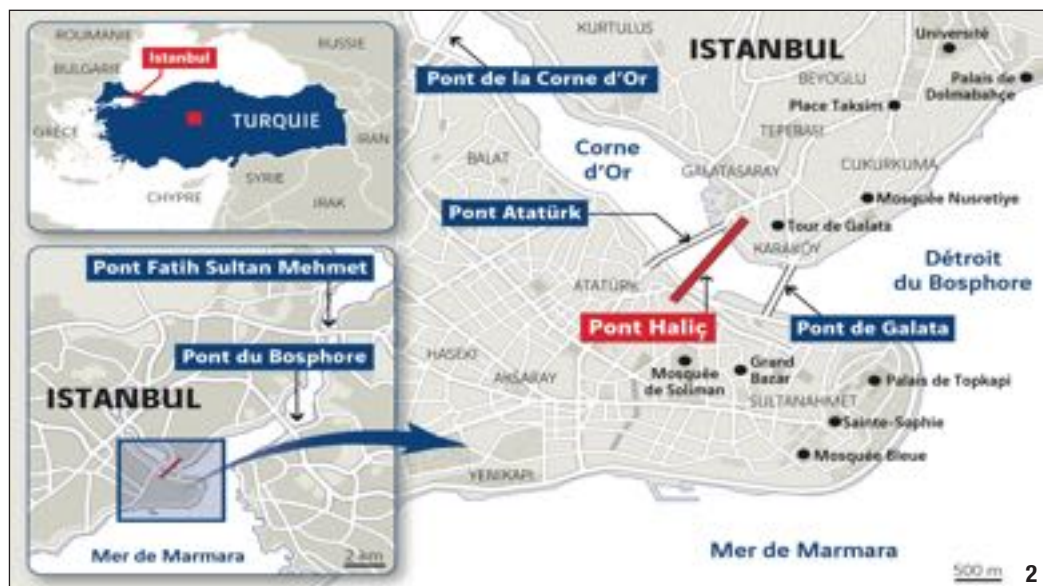 ROUMANIE
RUSSIE
BULGARIE
Istanbul
TURQUIE
GRÈCE
IRAN
SYRIE
CHYPRE
IRAK
Pont Fatih Sultan Mehmet
Pont du Bosphore
ISTANBUL
Mer de Marmara
2 km
KURTULUS
ISTANBUL
Université
Pont de la Corne d'Or
BEYOGLU
Palais de
Dolmabahçe
Place Taksim
TEPEBASI
Corne
d'Or
BALAT
GALATASARAY
CUKURKUMA
Mosquée Nusretiye
Pont Atatürk
Tour de Galata
KARAKÖY
Détroit
du Bosphore
ATATÜRK
Pont Haliç
Pont de Galata
HASEKI
Mosquée
de Soliman
Grand
Bazar
AKSARAY
Palais de Topkapi
SULTANAHMET
Sainte-Sophie
Mosquée Bleue
YENIKAPI
Mer de Marmara
500 m
2